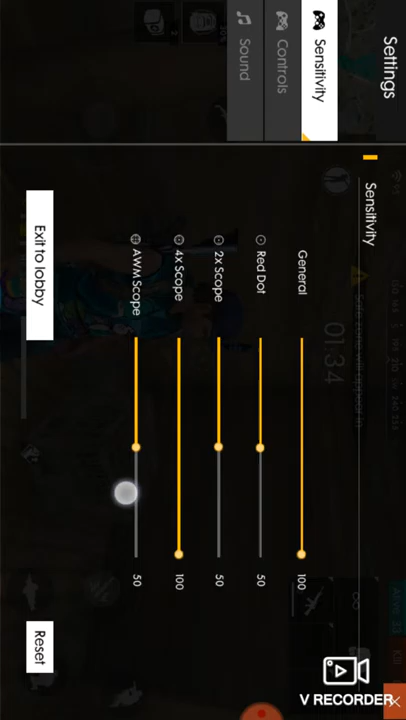 Settings
Sensitivity
Controls
Sound
Sensitivity
General
100
Red Dot
50
2x Scope
50
4x Scope
100
AWM Scope
50
Exit to lobby
Reset
01:34
V RECORDER